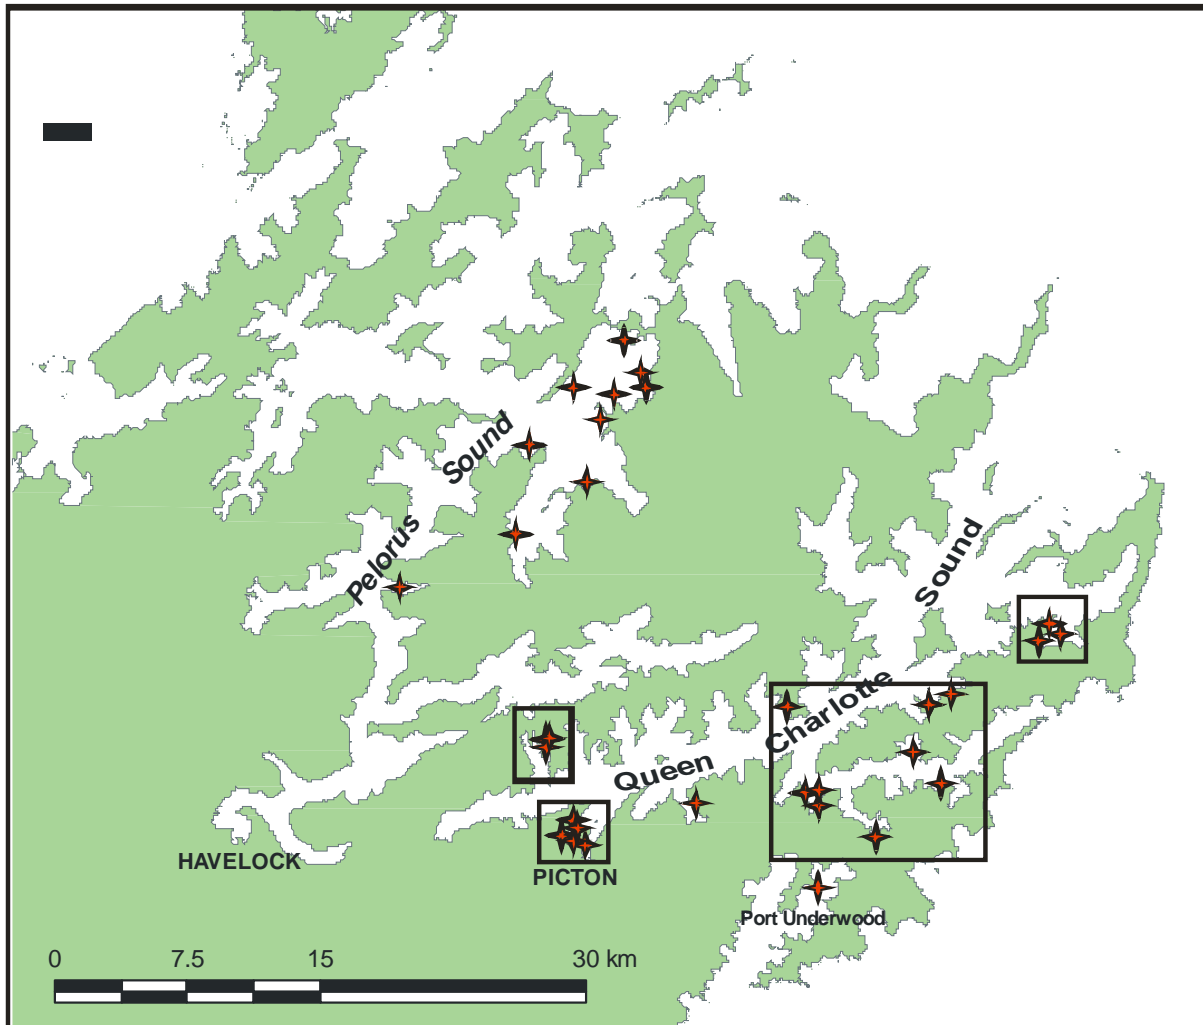 Sound
Pelorus
Sound
Charlotte
Queen
HAVELOCK
PICTON
Port Underwood
0 7.5 15 30 km